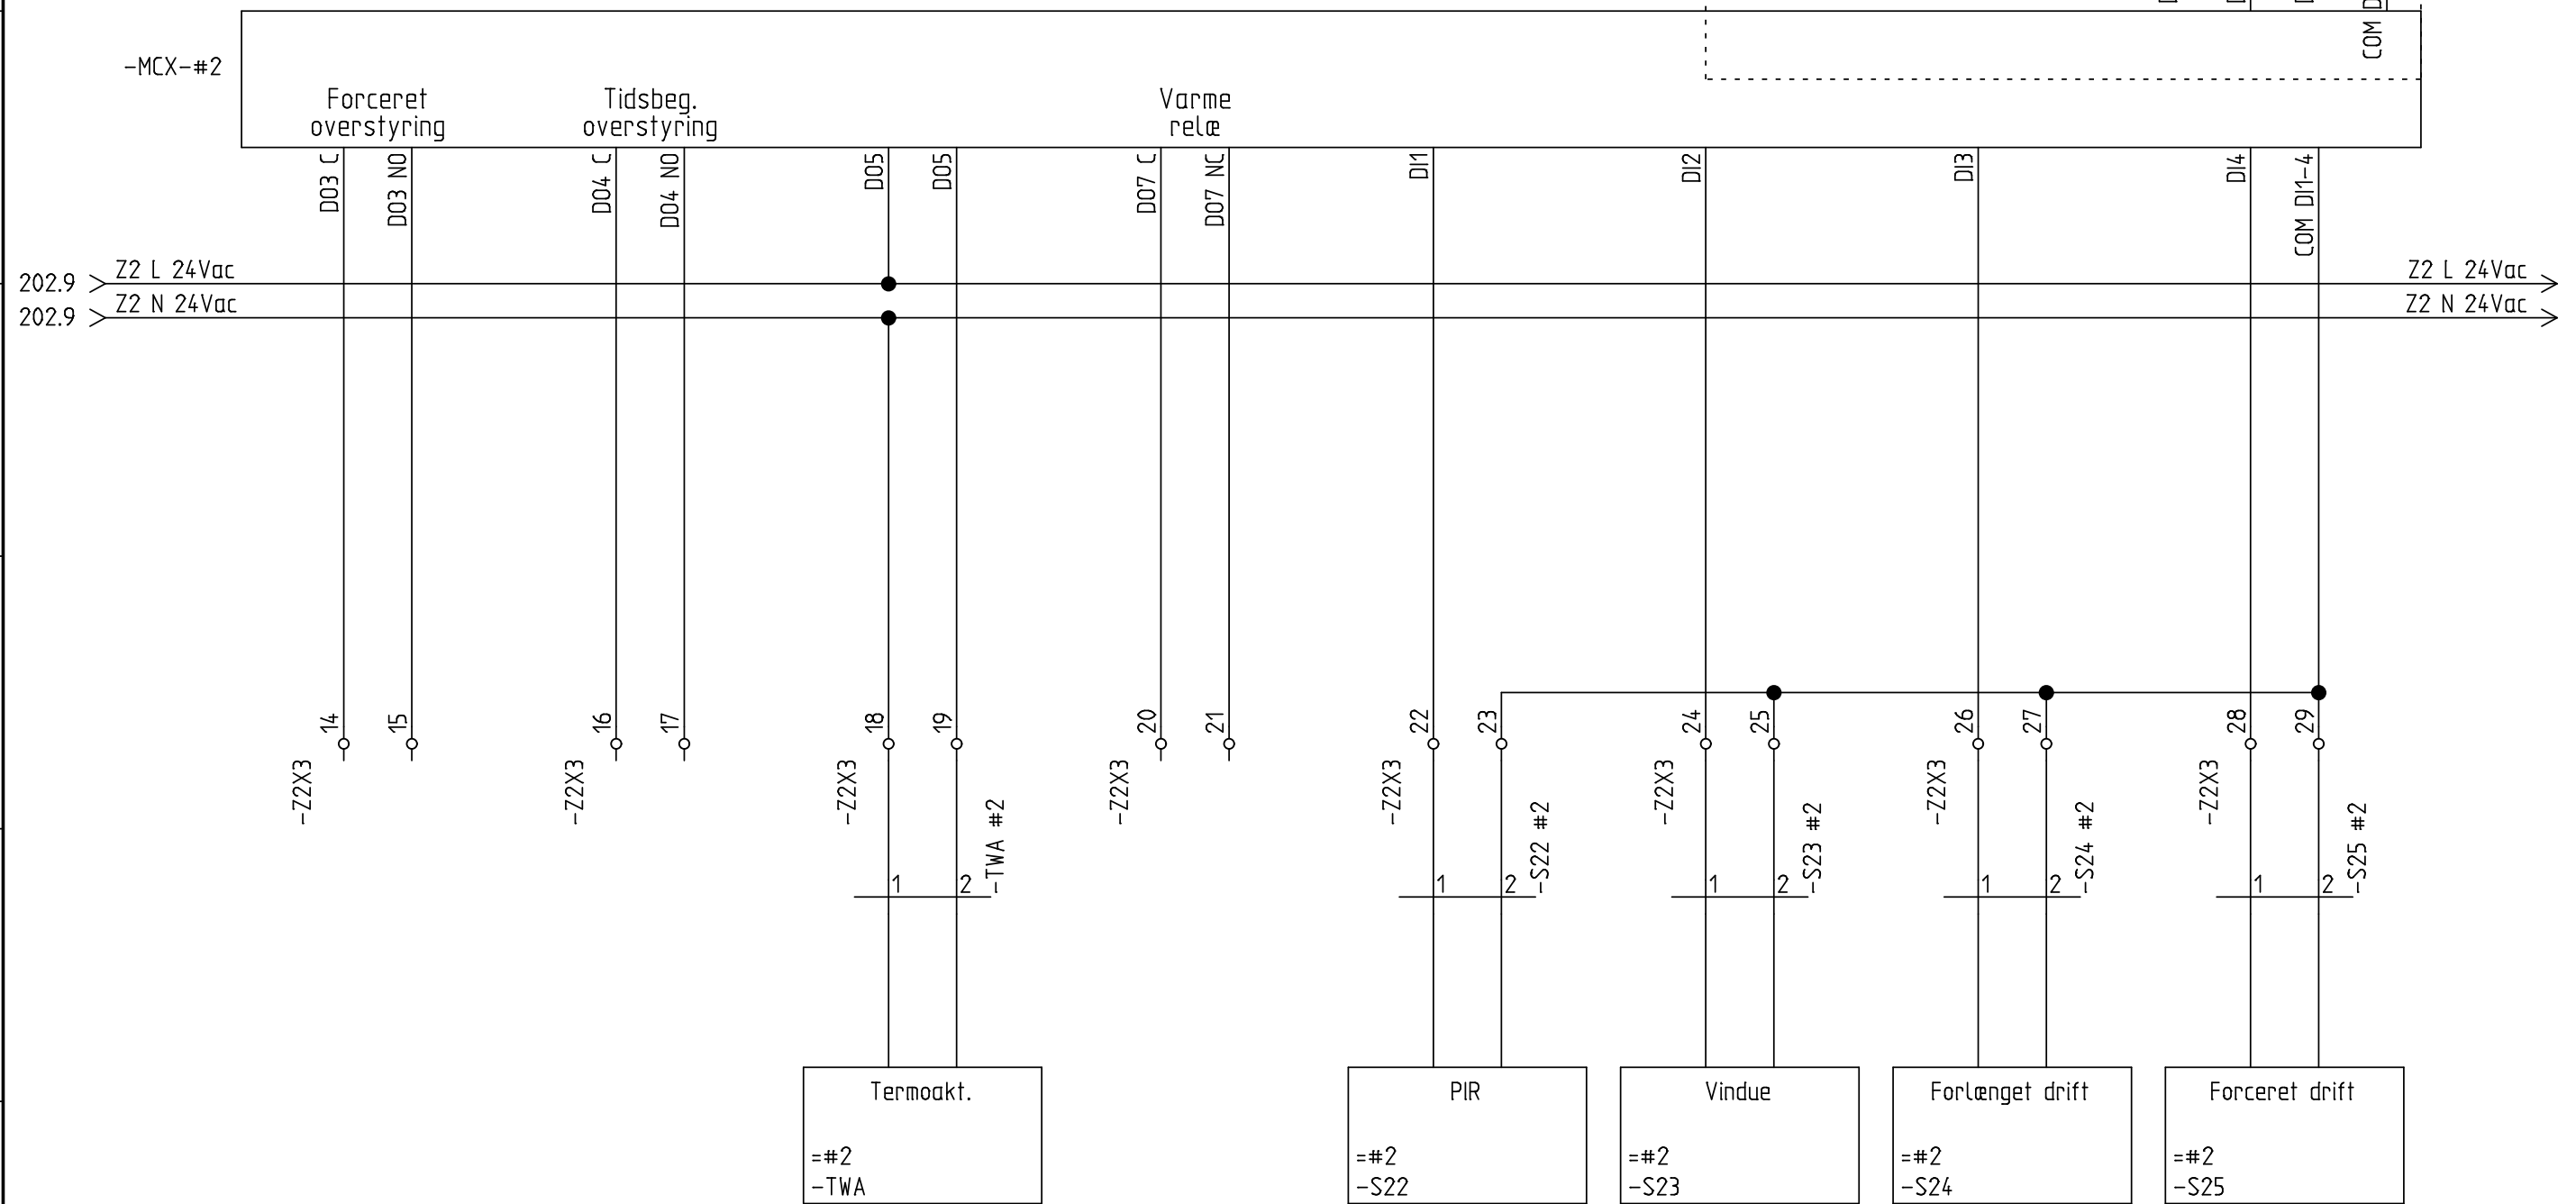 COM D
-MCX-#2
Forceret
overstyring
Tidsbeg.
overstyring
Varme
relæ
DO3 C
DO3 NO
DO4 C
DO4 NO
DO5
DO5
DO7 C
DO7 NC
DI1
DI2
DI3
DI4
COM DI1-4
202.9
Z2 L 24Vac
Z2 L 24Vac
202.9
Z2 N 24Vac
Z2 N 24Vac
14
15
16
17
18
19
20
21
22
23
24
25
26
27
28
29
-Z2X3
-Z2X3
-Z2X3
-Z2X3
-Z2X3
-Z2X3
-Z2X3
-Z2X3
-TWA #2
-S22 #2
-S23 #2
-S24 #2
-S25 #2
1 2
1 2
1 2
1 2
1 2
Termoakt.
=#2
-TWA
PIR
=#2
-S22
Vindue
=#2
-S23
Forlænget drift
=#2
-S24
Forceret drift
=#2
-S25